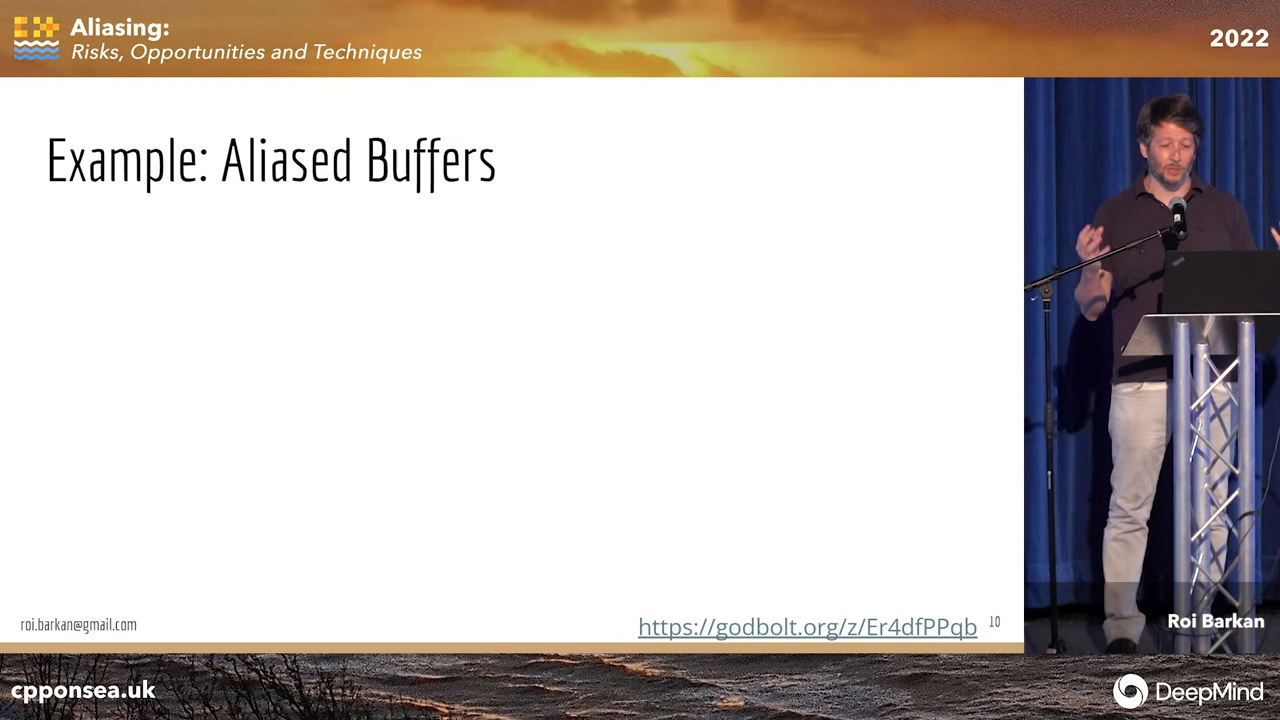 Aliasing:
Risks, Opportunities and Techniques
2022
Example: Aliased Buffers
roi.barkan@gmail.com
https://godbolt.org/z/Er4dfPPqb
10
Roi Barkan
cpponsea.uk
DeepMind